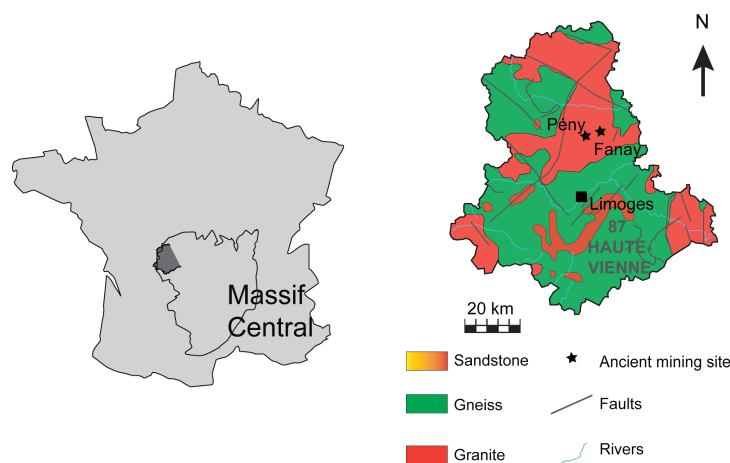 N
Pény
Fanay
Limoges
87
HAUTE-
VIENNE
Massif
Central
20 km
Sandstone
Ancient mining site
Gneiss
Faults
Granite
Rivers